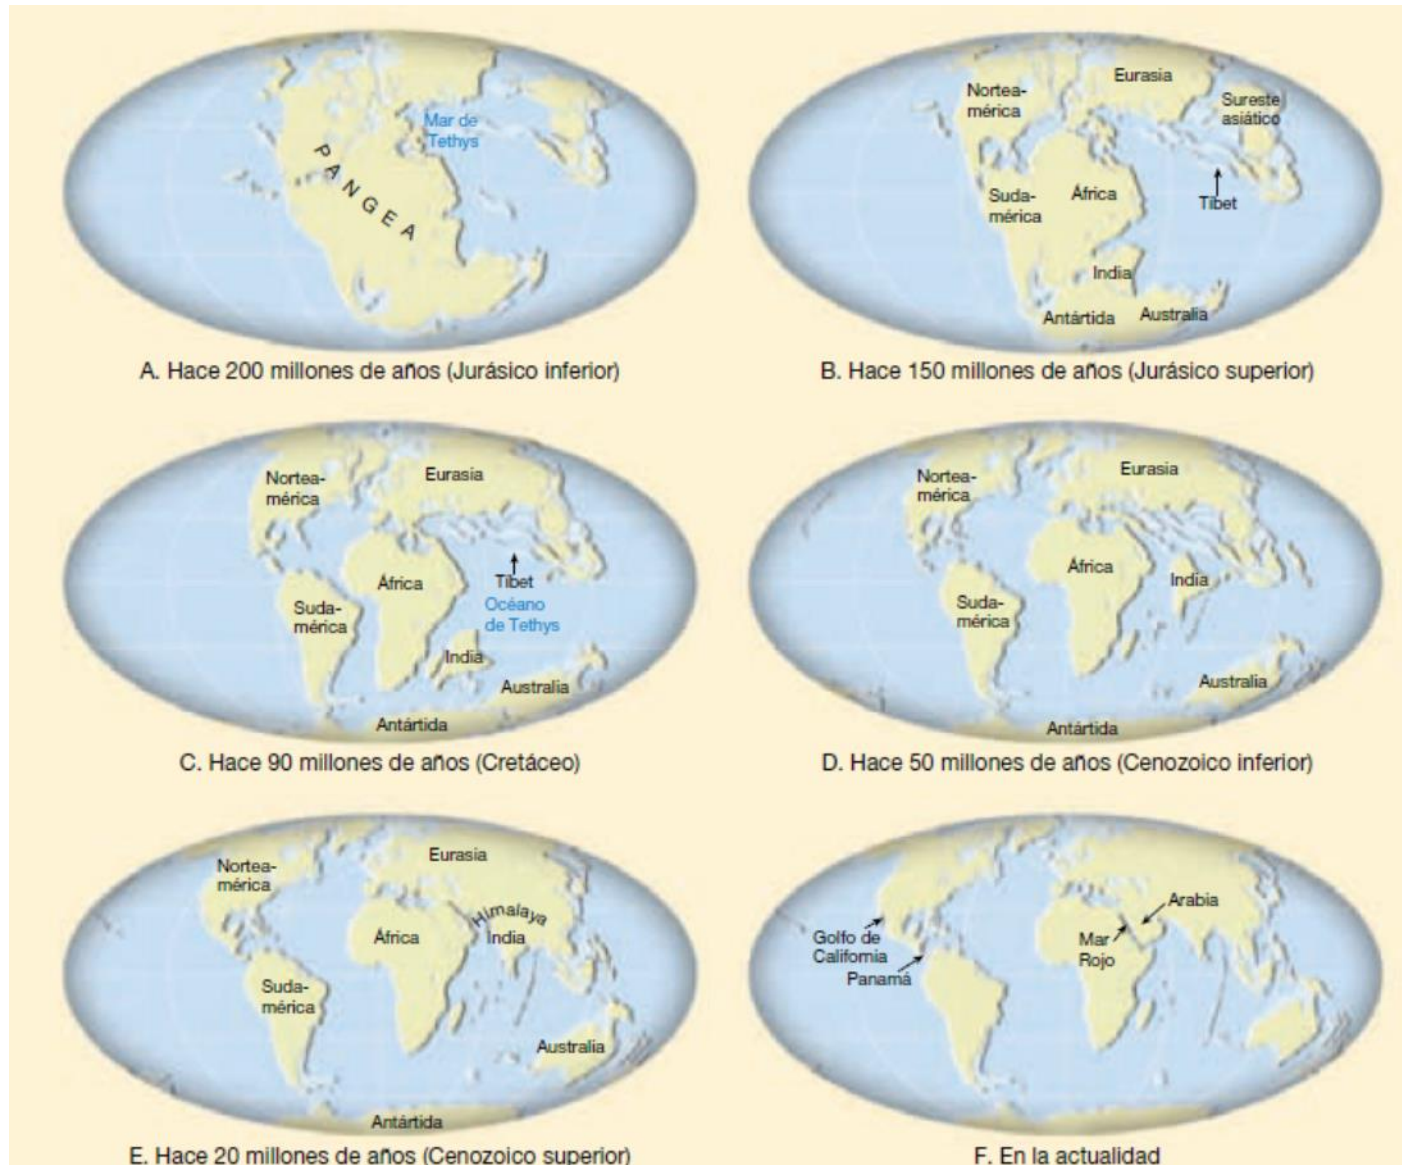 Mar de
Tethys
PANGEA
A. Hace 200 millones de años (Jurásico inferior)
Eurasia
Nortea-
mérica
Sureste
asiático
Suda-
mérica
África
Tíbet
India
Antártida
Australia
B. Hace 150 millones de años (Jurásico superior)
Nortea-
mérica
Eurasia
África
Tíbet
Océano
de Tethys
Suda-
mérica
India
Australia
Antártida
C. Hace 90 millones de años (Cretáceo)
Nortea-
mérica
Eurasia
África
India
Suda-
mérica
Australia
Antártida
D. Hace 50 millones de años (Cenozoico inferior)
Nortea-
mérica
Eurasia
Himalaya
África
India
Suda-
mérica
Australia
Antártida
E. Hace 20 millones de años (Cenozoico superior)
Arabia
Golfo de
California
Mar
Rojo
Panamá
F. En la actualidad